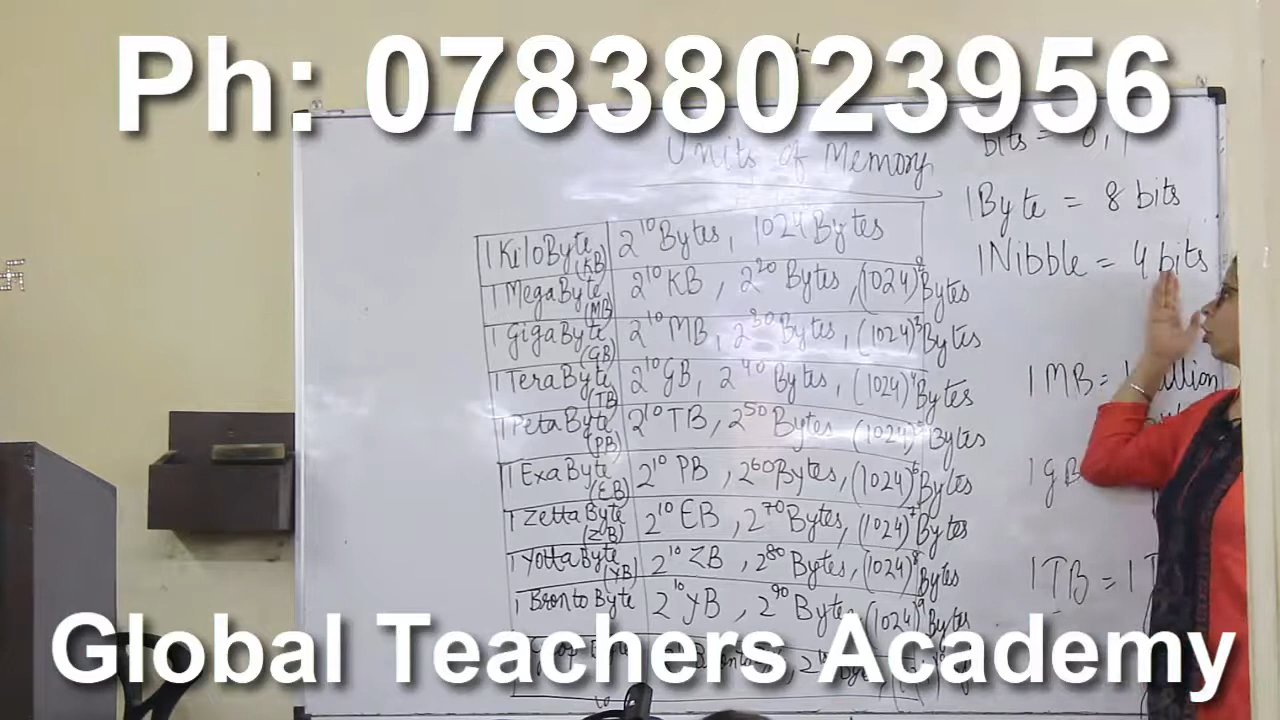 Ph: 07838023956
Units of Memory
bits = 0,1
1 Byte = 8 bits
1 Nibble = 4 bits
1 KiloByte (KB) 2^10 Bytes, 1024 Bytes
1 MegaByte (MB) 2^10 KB, 2^20 Bytes, (1024)^2 Bytes
1 GigaByte (GB) 2^10 MB, 2^30 Bytes, (1024)^3 Bytes
1 TeraByte (TB) 2^10 GB, 2^40 Bytes, (1024)^4 Bytes
1 PetaByte (PB) 2^10 TB, 2^50 Bytes, (1024)^5 Bytes
1 ExaByte (EB) 2^10 PB, 2^60 Bytes, (1024)^6 Bytes
1 ZettaByte (ZB) 2^10 EB, 2^70 Bytes, (1024)^7 Bytes
1 YottaByte (YB) 2^10 ZB, 2^80 Bytes, (1024)^8 Bytes
1 BrontoByte 2^10 YB, 2^90 Bytes, (1024)^9 Bytes
1 MB = 1
1 GB
1 TB = 1
Global Teachers Academy